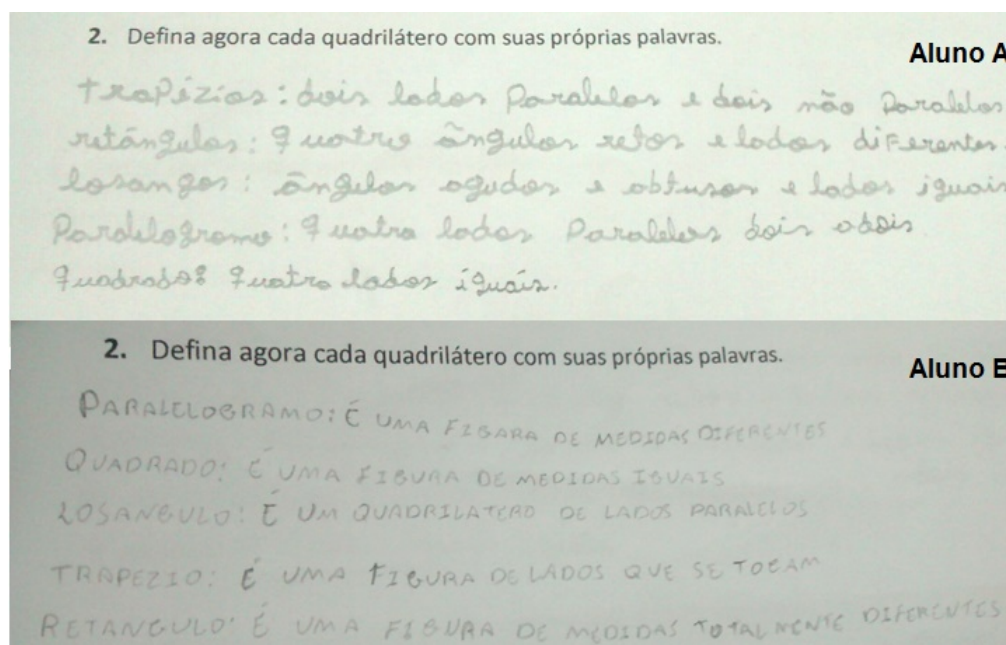 2. Defina agora cada quadrilátero com suas próprias palavras.
Aluno A
trapézios: dois lados Paralelos e dois não Paralelos
retângulos: quatro ângulos retos e lados diferentes.
losangos: ângulos agudos e obtusos e lados iguais
Paralelogramo: quatro lados Paralelos dois a dois
quadrados: quatro lados iguais.
2. Defina agora cada quadrilátero com suas próprias palavras.
Aluno
PARALELOGRAMO: É UMA FIGARA DE MEDIDAS DIFERENTES
QUADRADO: É UMA FIGURA DE MEDIDAS IGUAIS
LOSANGULO: É UM QUADRILATERO DE LADOS PARALELOS
TRAPEZIO: É UMA FIGURA DE LADOS QUE SE TOCAM
RETANGULO: É UMA FIGURA DE MEDIDAS TOTALMENTE DIFERENTES